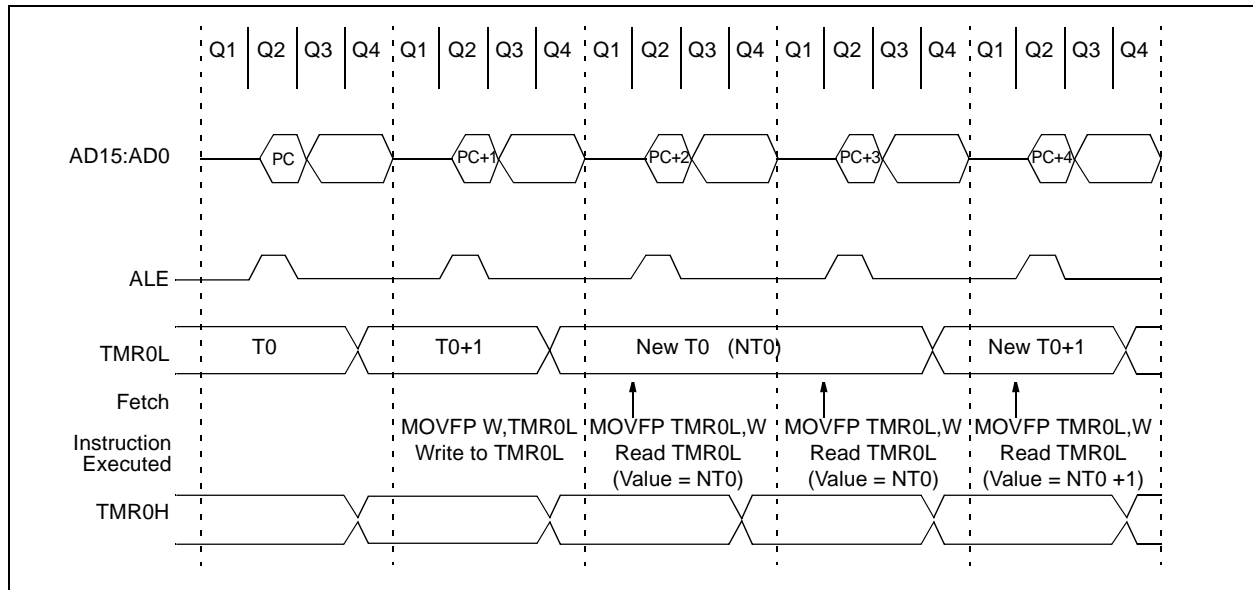 Q1 Q2 Q3 Q4 Q1 Q2 Q3 Q4 Q1 Q2 Q3 Q4 Q1 Q2 Q3 Q4 Q1 Q2 Q3 Q4
AD15:AD0 PC PC+1 PC+2 PC+3 PC+4
ALE
TMR0L T0 T0+1 New T0 (NT0) New T0+1
Fetch
Instruction
Executed
MOVFP W,TMR0L MOVFP TMR0L,W MOVFP TMR0L,W MOVFP TMR0L,W
Write to TMR0L Read TMR0L Read TMR0L Read TMR0L
(Value = NT0) (Value = NT0) (Value = NT0 +1)
TMR0H